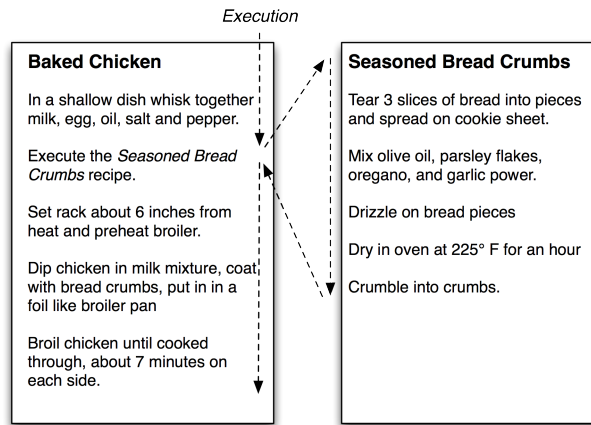 Execution
Baked Chicken
In a shallow dish whisk together
milk, egg, oil, salt and pepper.
Execute the Seasoned Bread
Crumbs recipe.
Set rack about 6 inches from
heat and preheat broiler.
Dip chicken in milk mixture, coat
with bread crumbs, put in in a
foil like broiler pan
Broil chicken until cooked
through, about 7 minutes on
each side.
Seasoned Bread Crumbs
Tear 3 slices of bread into pieces
and spread on cookie sheet.
Mix olive oil, parsley flakes,
oregano, and garlic power.
Drizzle on bread pieces
Dry in oven at 225° F for an hour
Crumble into crumbs.